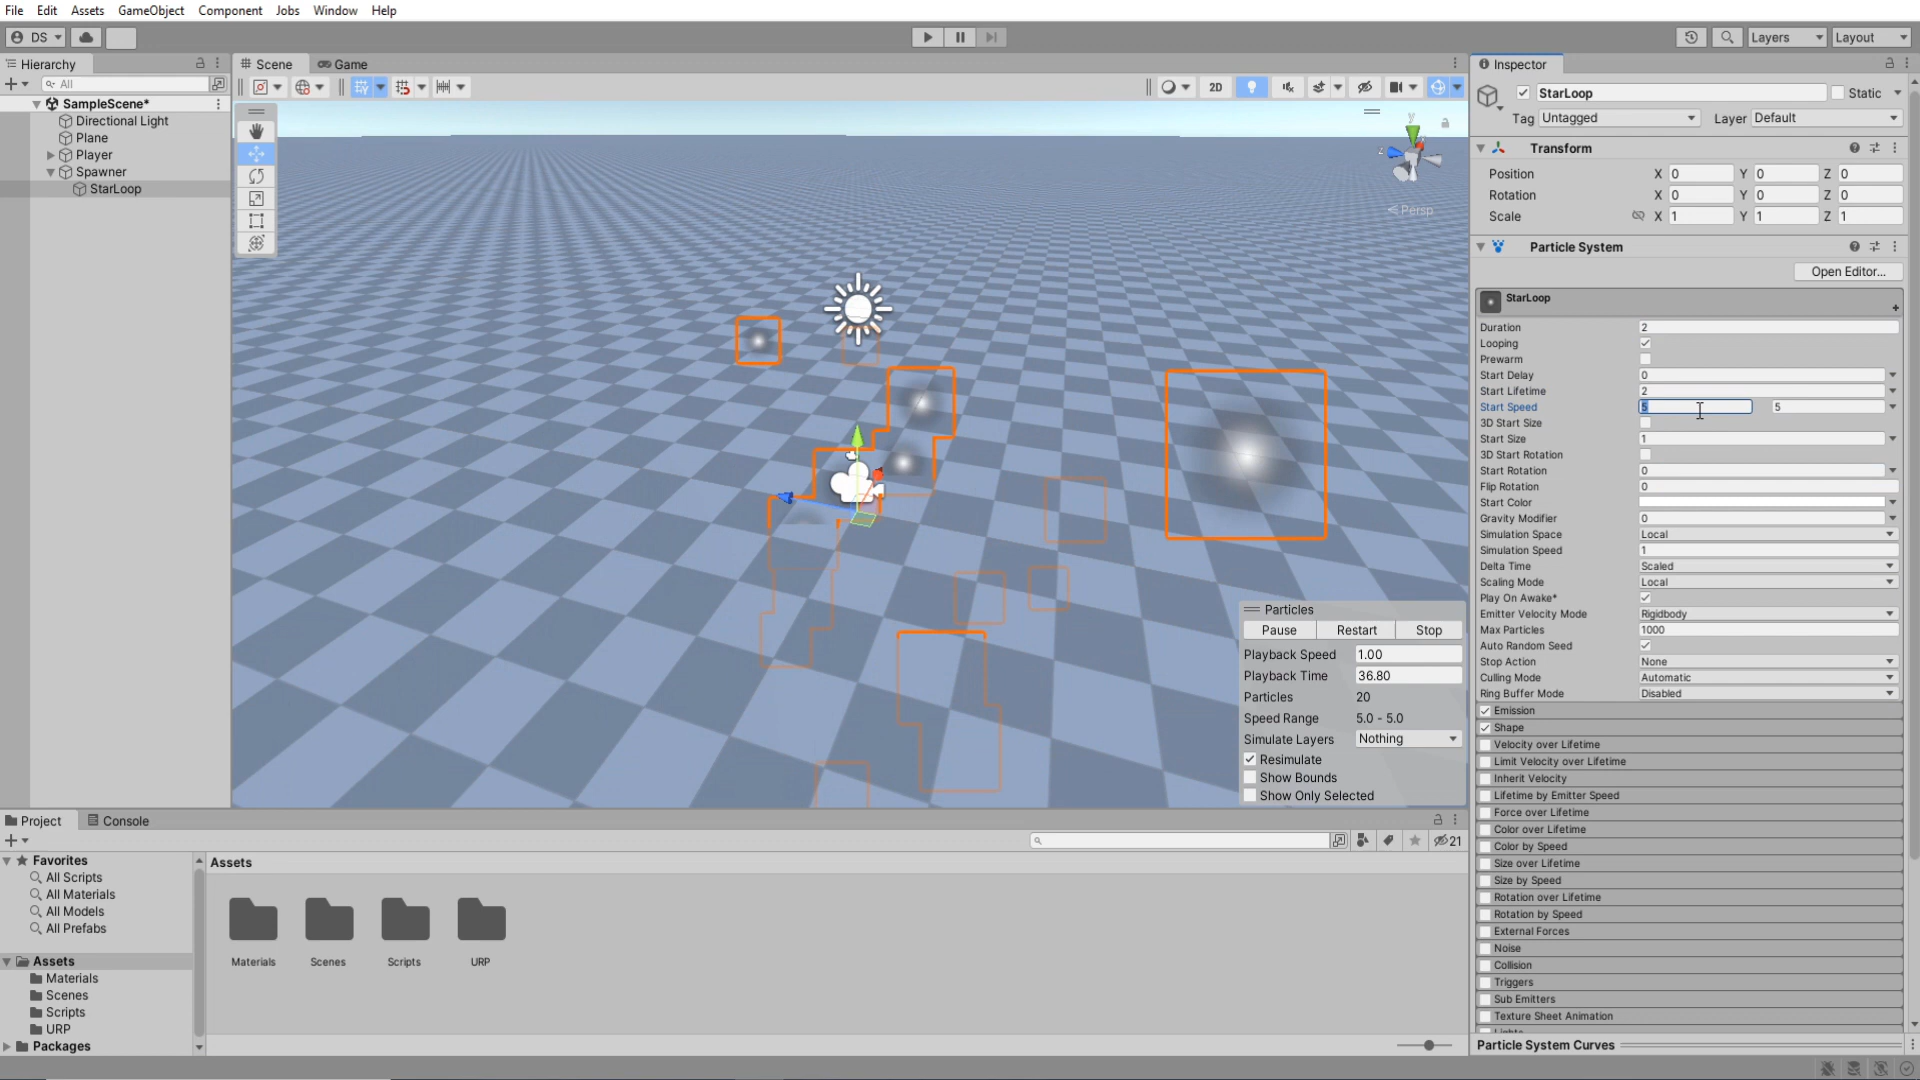 File Edit Assets GameObject Component Jobs Window Help
DS Layers Layout
Hierarchy
All
SampleScene*
Directional Light
Plane
Player
Spawner
StarLoop
Scene Game
2D
y
z
Persp
Particles
Pause Restart Stop
Playback Speed 1.00
Playback Time 36.80
Particles 20
Speed Range 5.0 - 5.0
Simulate Layers Nothing
Resimulate
Show Bounds
Show Only Selected
Inspector
StarLoop Static
Tag Untagged Layer Default
Transform
Position X 0 Y 0 Z 0
Rotation X 0 Y 0 Z 0
Scale X 1 Y 1 Z 1
Particle System
Open Editor...
StarLoop
Duration 2
Looping
Prewarm
Start Delay 0
Start Lifetime 2
Start Speed 5 5
3D Start Size
Start Size 1
3D Start Rotation
Start Rotation 0
Flip Rotation 0
Start Color
Gravity Modifier 0
Simulation Space Local
Simulation Speed 1
Delta Time Scaled
Scaling Mode Local
Play On Awake*
Emitter Velocity Mode Rigidbody
Max Particles 1000
Auto Random Seed
Stop Action None
Culling Mode Automatic
Ring Buffer Mode Disabled
Emission
Shape
Velocity over Lifetime
Limit Velocity over Lifetime
Inherit Velocity
Lifetime by Emitter Speed
Force over Lifetime
Color over Lifetime
Color by Speed
Size over Lifetime
Size by Speed
Rotation over Lifetime
Rotation by Speed
External Forces
Noise
Collision
Triggers
Sub Emitters
Texture Sheet Animation
Lights
Particle System Curves
Project Console
21
Favorites
All Scripts
All Materials
All Models
All Prefabs
Assets
Materials
Scenes
Scripts
URP
Packages
Assets
Materials Scenes Scripts URP